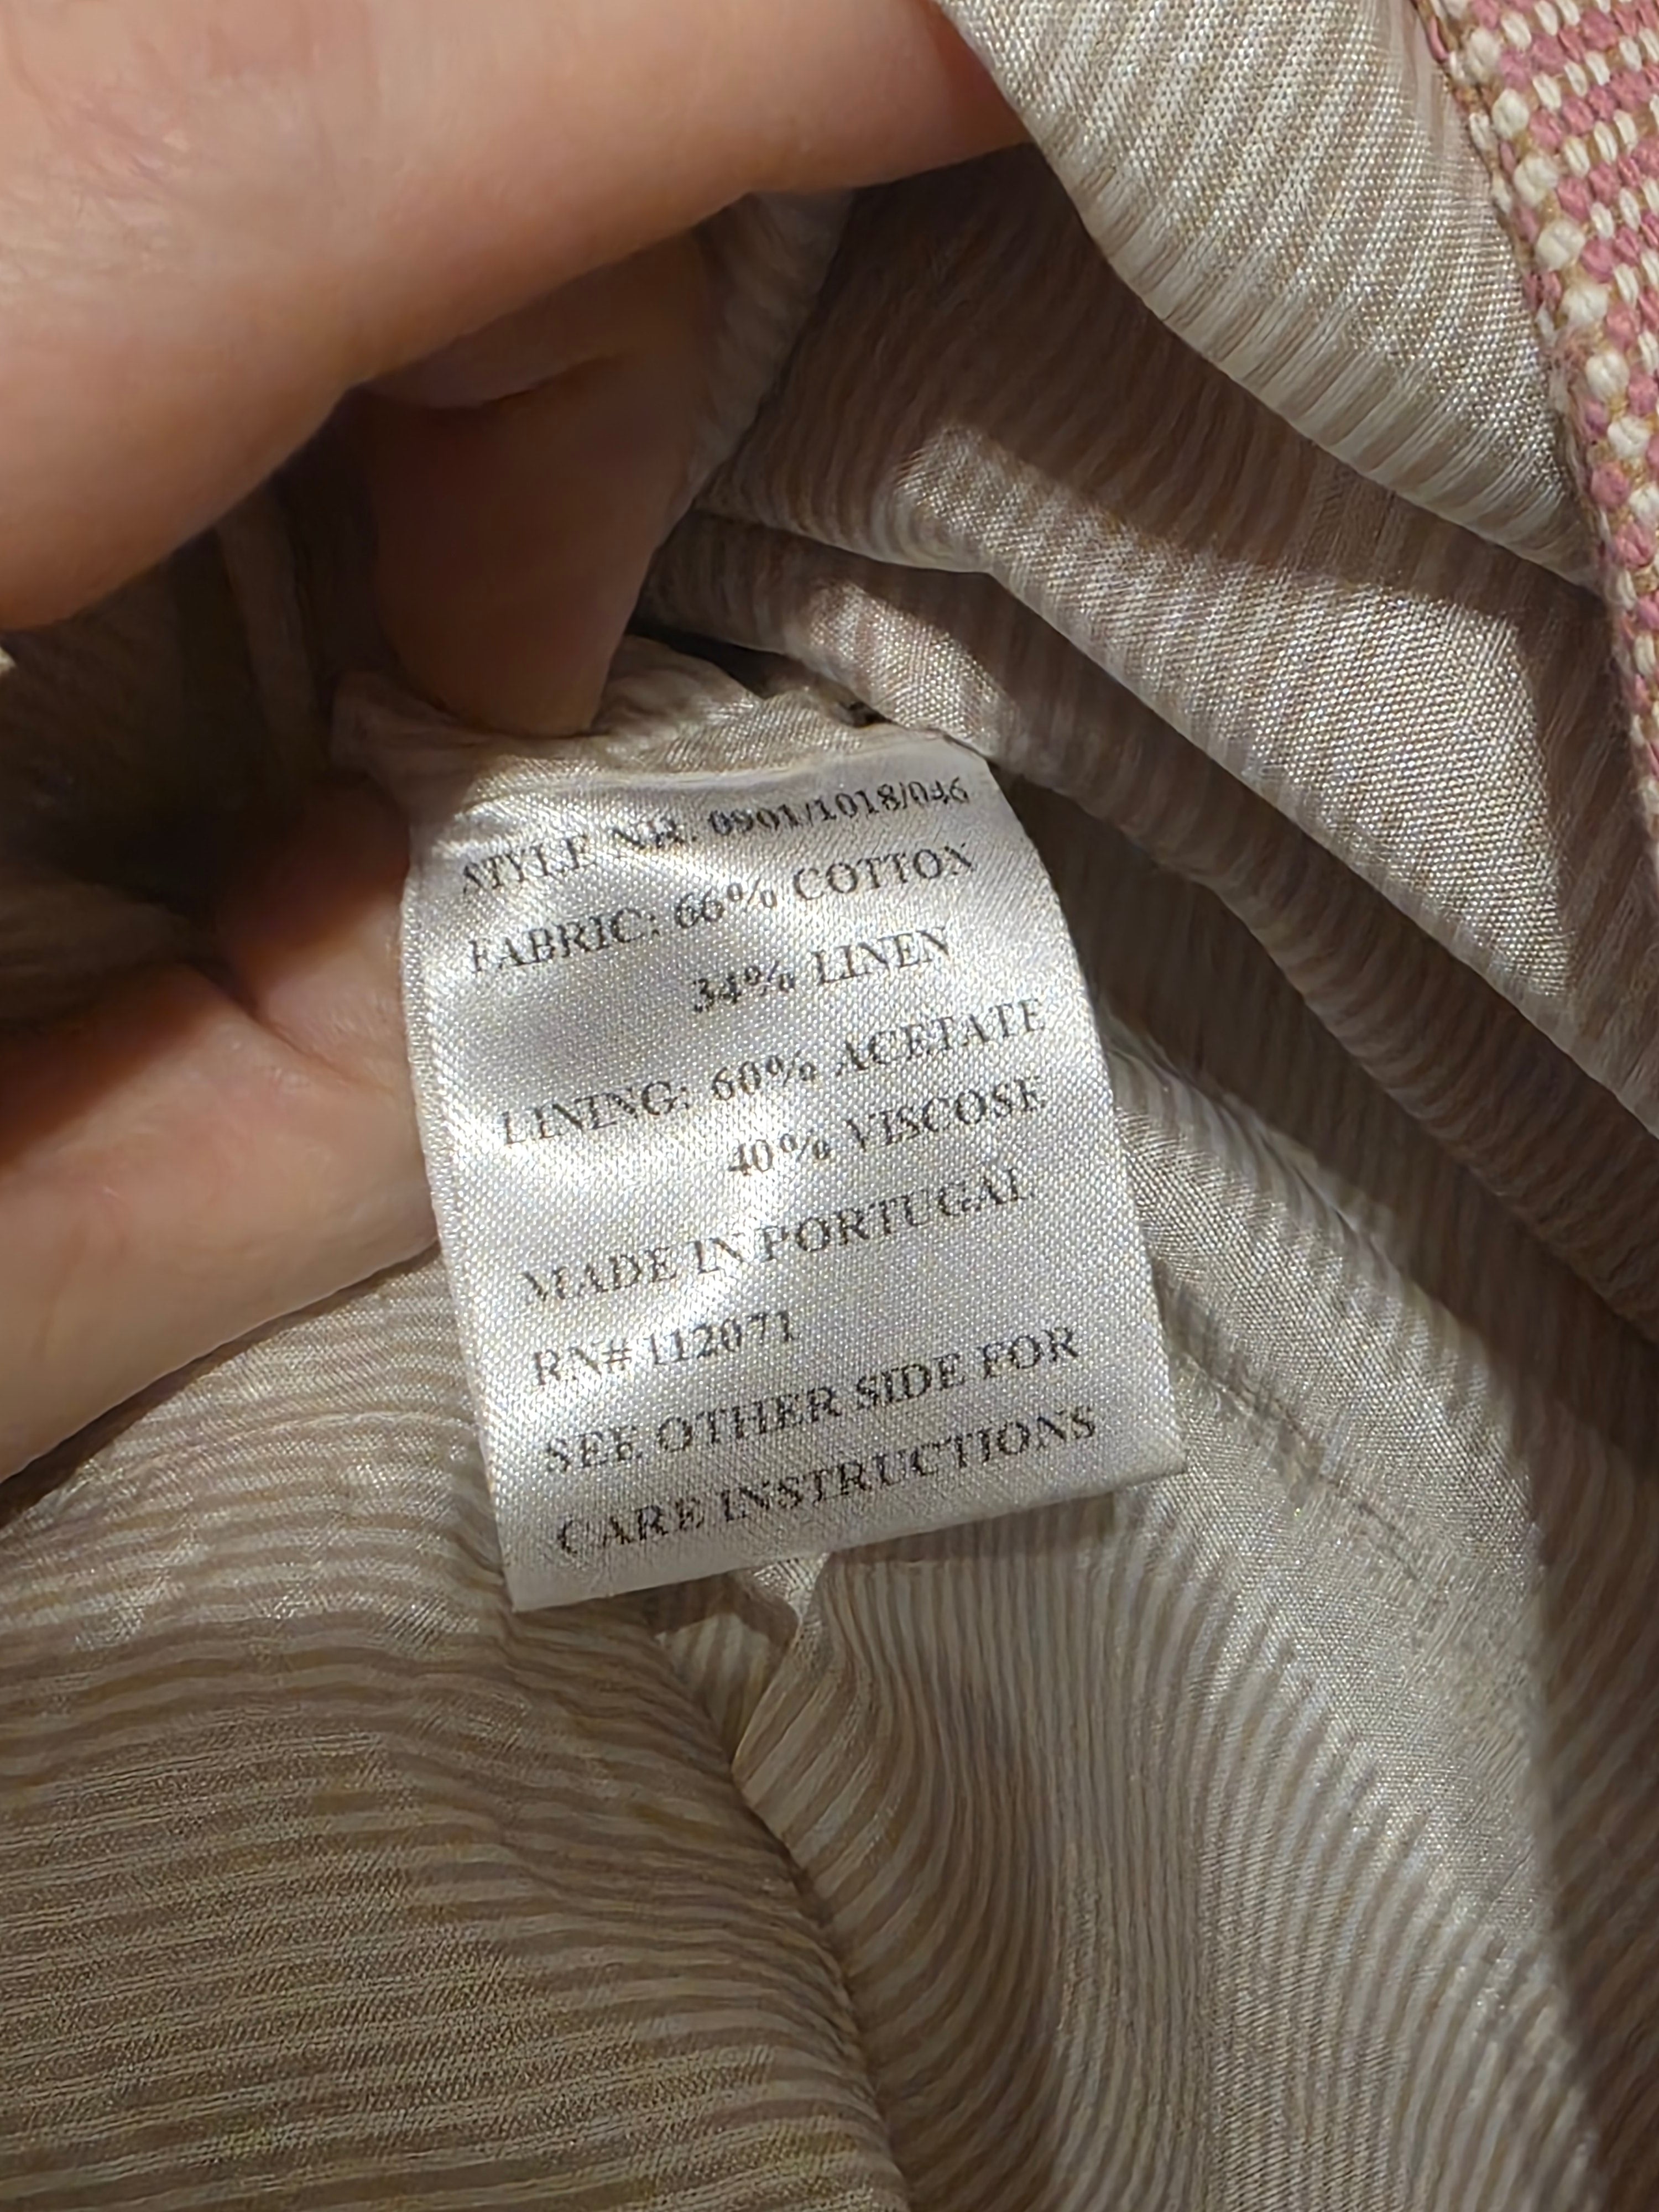 STYLE NR. 0901/1018/046
FABRIC: 66% COTTON
34% LINEN
LINING: 60% ACETATE
40% VISCOSE
MADE IN PORTUGAL
RN# 112071
SEE OTHER SIDE FOR
CARE INSTRUCTIONS